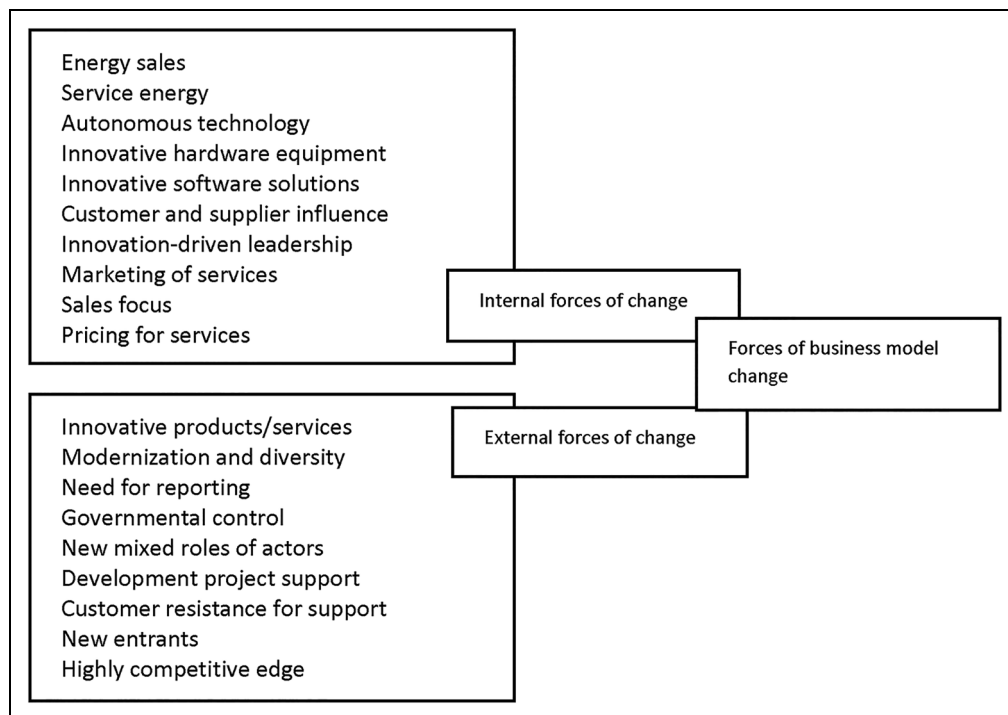 Energy sales
Service energy
Autonomous technology
Innovative hardware equipment
Innovative software solutions
Customer and supplier influence
Innovation-driven leadership
Marketing of services
Sales focus
Pricing for services
Internal forces of change
Forces of business model
change
External forces of change
Innovative products/services
Modernization and diversity
Need for reporting
Governmental control
New mixed roles of actors
Development project support
Customer resistance for support
New entrants
Highly competitive edge